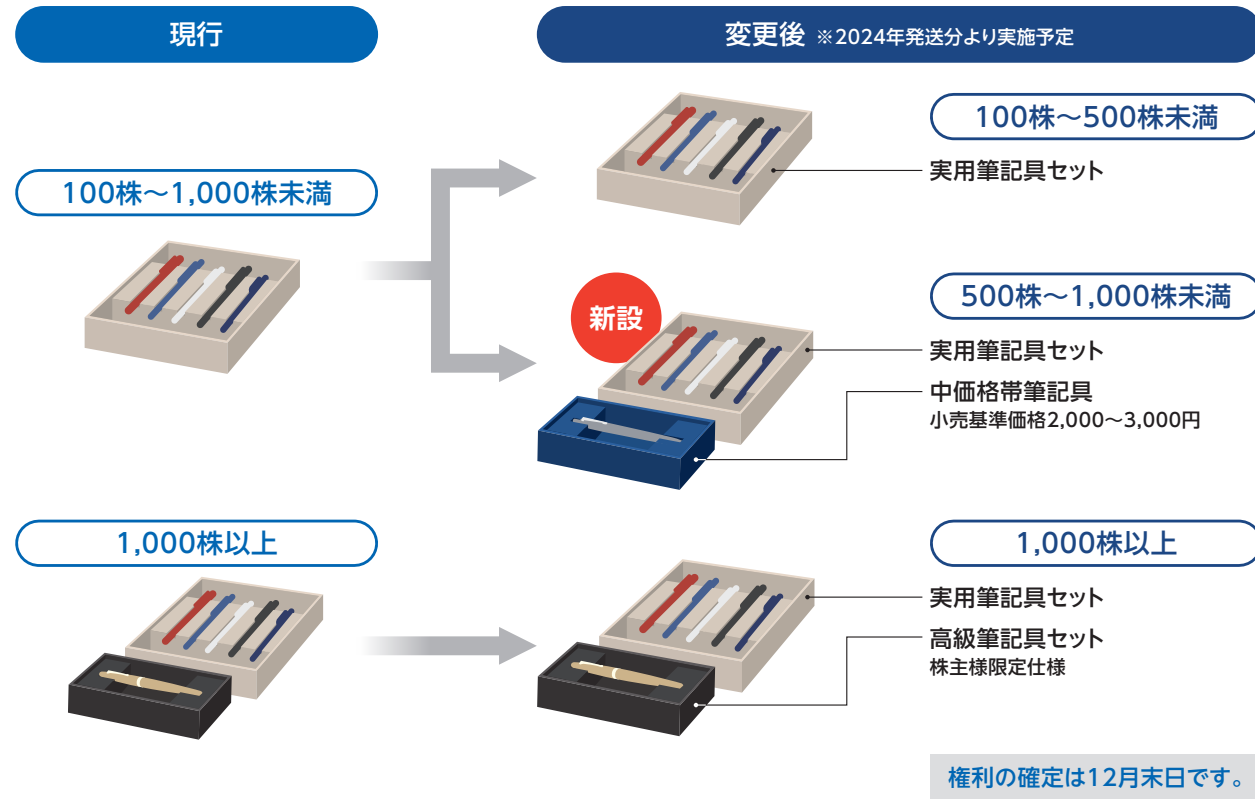 現行
100株～1,000株未満
1,000株以上
変更後 ※2024年発送分より実施予定
100株～500株未満
実用筆記具セット
新設
500株～1,000株未満
実用筆記具セット
中価格帯筆記具
小売基準価格2,000～3,000円
1,000株以上
実用筆記具セット
高級筆記具セット
株主様限定仕様
権利の確定は12月末日です。